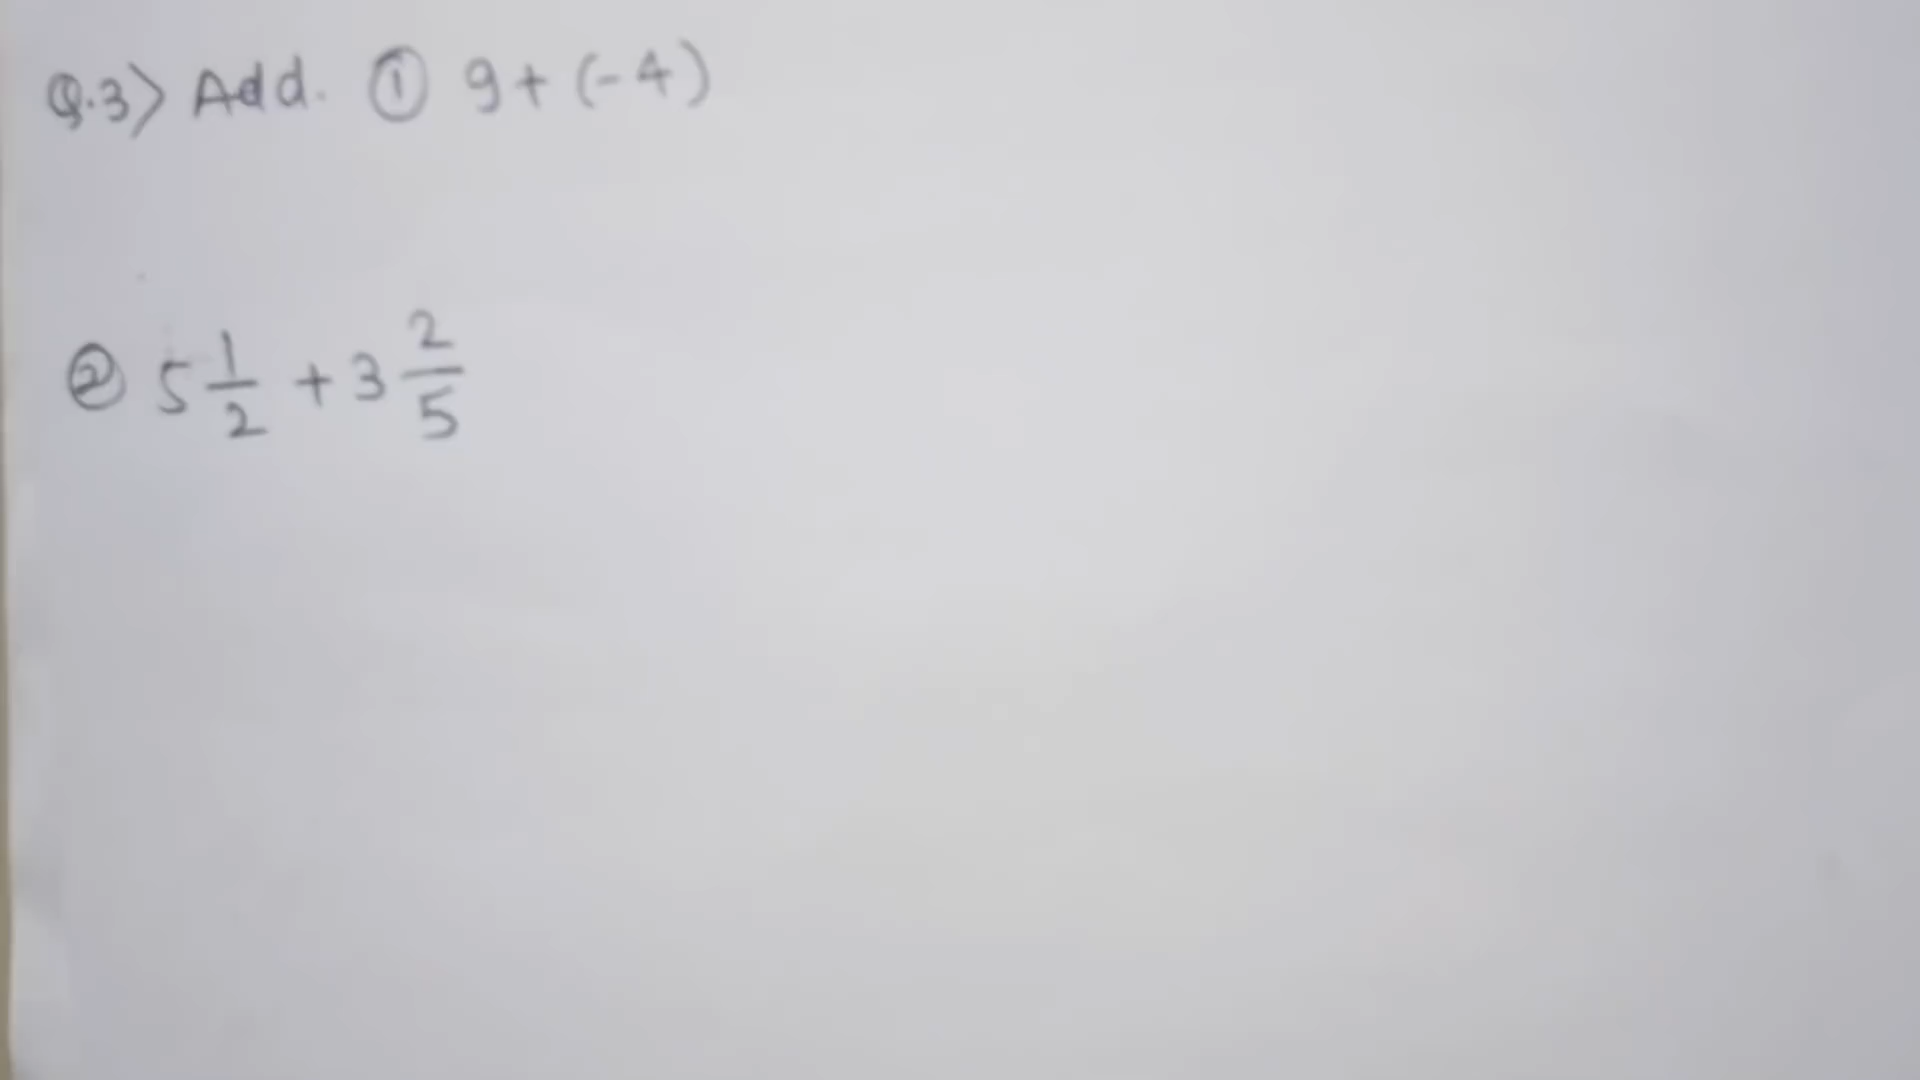 Q.3> Add. ① 9 + (-4)
② 5 1/2 + 3 2/5